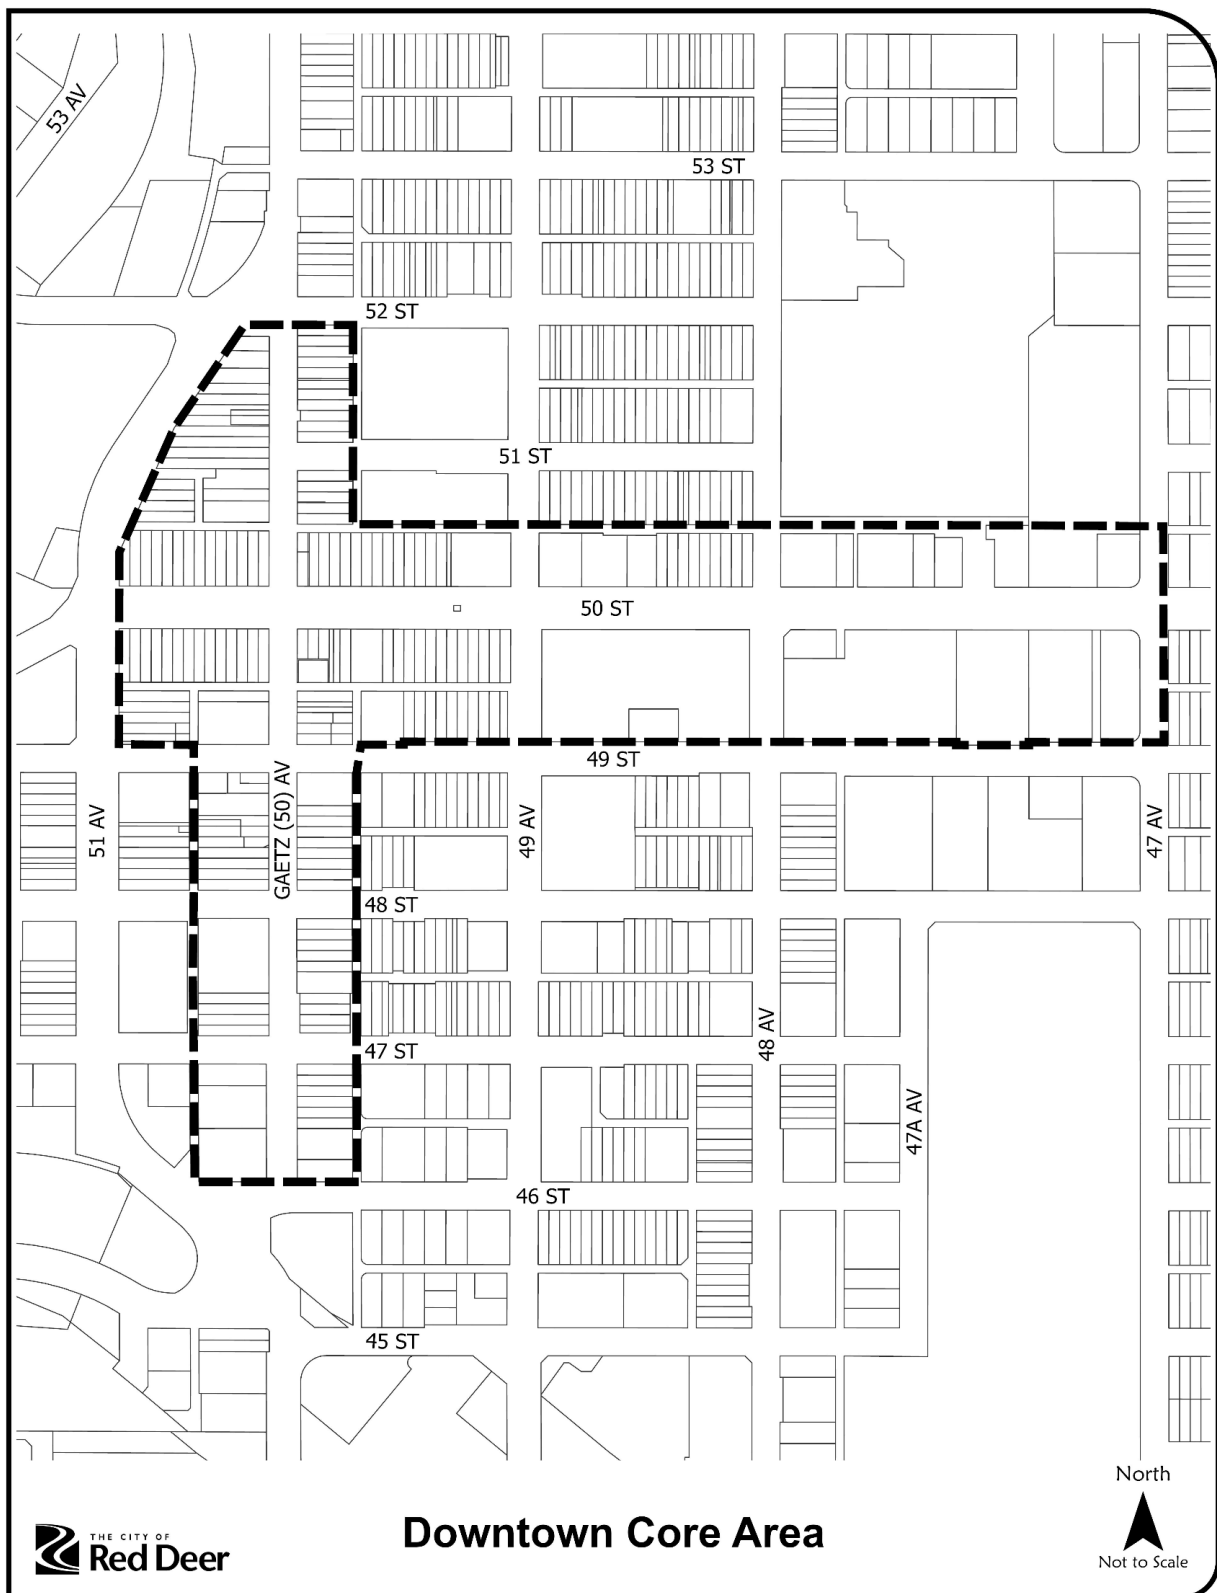 53 AV
53 ST
52 ST
51 ST
50 ST
49 ST
51 AV
GAETZ (50) AV
49 AV
47 AV
48 ST
48 AV
47 ST
47A AV
46 ST
45 ST
North
Not to Scale
THE CITY OF
Red Deer
Downtown Core Area